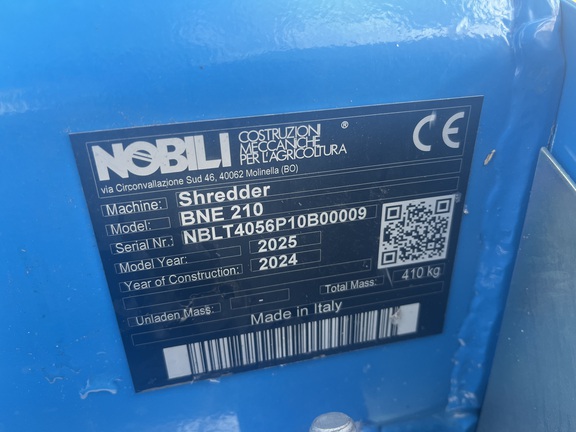 NOBILI COSTRUZIONI MECCANICHE PER L'AGRICOLTURA ®
CE
via Circonvallazione Sud 46, 40062 Molinella (BO)
Machine: Shredder
Model: BNE 210
Serial Nr.: NBLT4056P10B00009
Model Year: 2025
Year of Construction: 2024
Unladen Mass: - Total Mass: 410 kg
Made in Italy